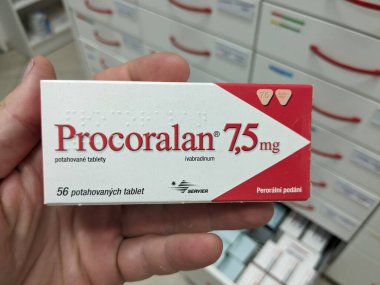 Procoralan® 7,5 mg
potahované tablety
ivabradinum
56 potahovaných tablet
SERVIER
Perorální podání